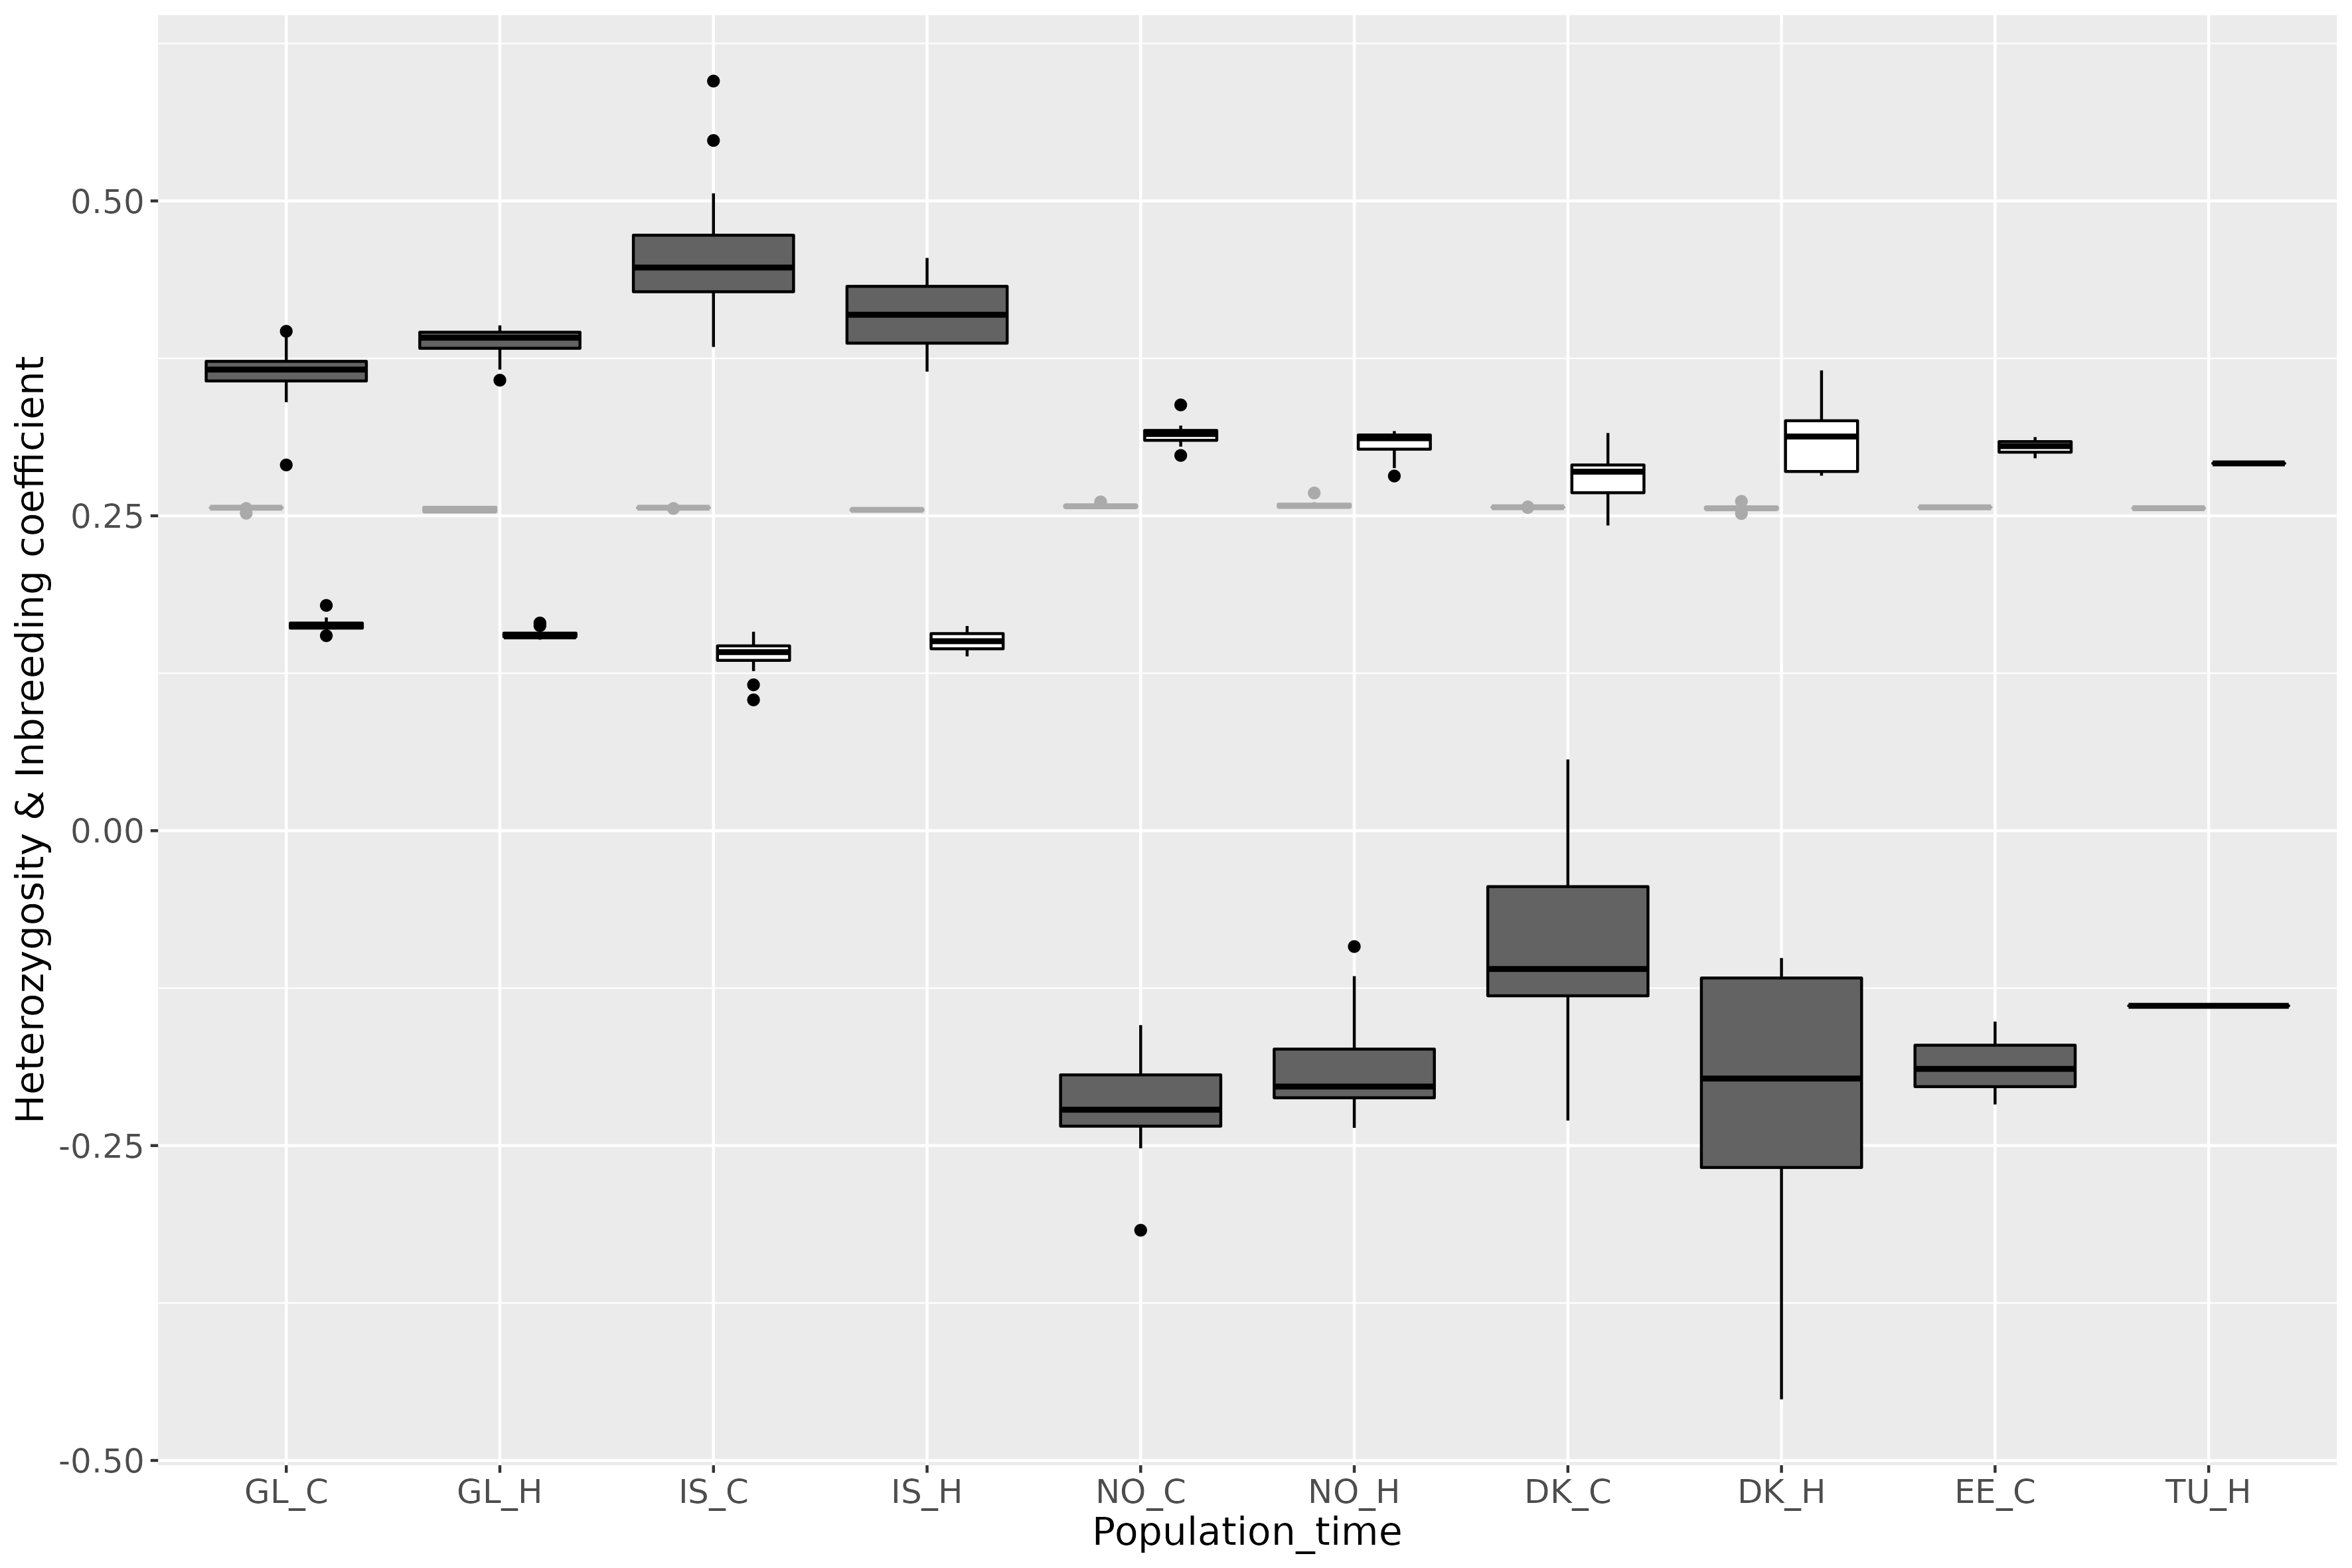 Heterozygosity & Inbreeding coefficient
0.50
0.25
0.00
-0.25
-0.50
GL_C GL_H IS_C IS_H NO_C NO_H DK_C DK_H EE_C TU_H
Population_time